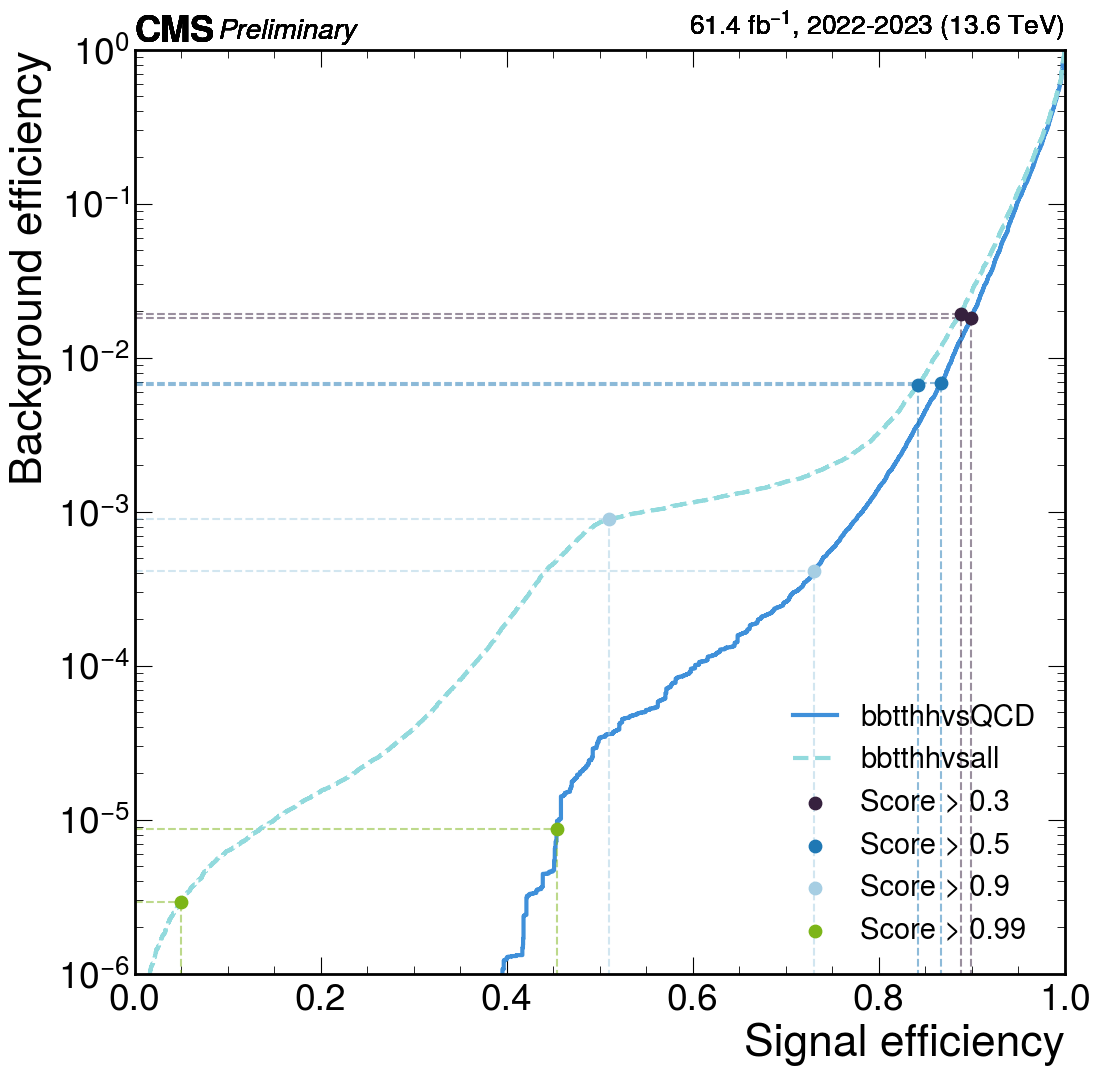 CMS Preliminary
61.4 fb⁻¹, 2022-2023 (13.6 TeV)
Background efficiency
10⁰
10⁻¹
10⁻²
10⁻³
10⁻⁴
10⁻⁵
10⁻⁶
bbtthhvsQCD
bbtthhvsall
Score > 0.3
Score > 0.5
Score > 0.9
Score > 0.99
0.0 0.2 0.4 0.6 0.8 1.0
Signal efficiency